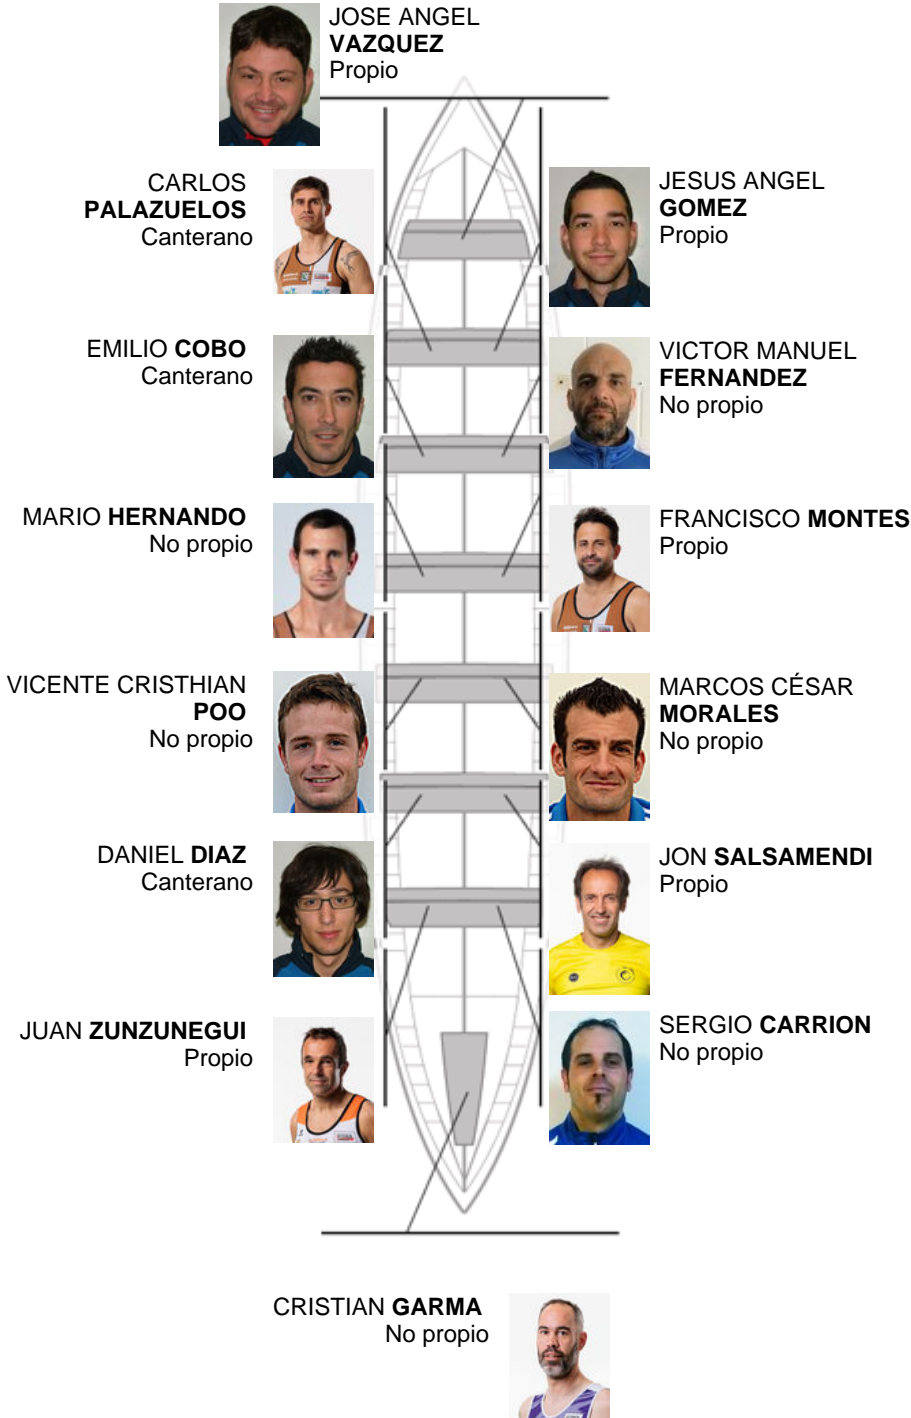 JOSE ANGEL
VAZQUEZ
Propio
CARLOS
PALAZUELOS
Canterano
JESUS ANGEL
GOMEZ
Propio
EMILIO COBO
Canterano
VICTOR MANUEL
FERNANDEZ
No propio
MARIO HERNANDO
No propio
FRANCISCO MONTES
Propio
VICENTE CRISTHIAN
POO
No propio
MARCOS CÉSAR
MORALES
No propio
DANIEL DIAZ
Canterano
JON SALSAMENDI
Propio
JUAN ZUNZUNEGUI
Propio
SERGIO CARRION
No propio
CRISTIAN GARMA
No propio